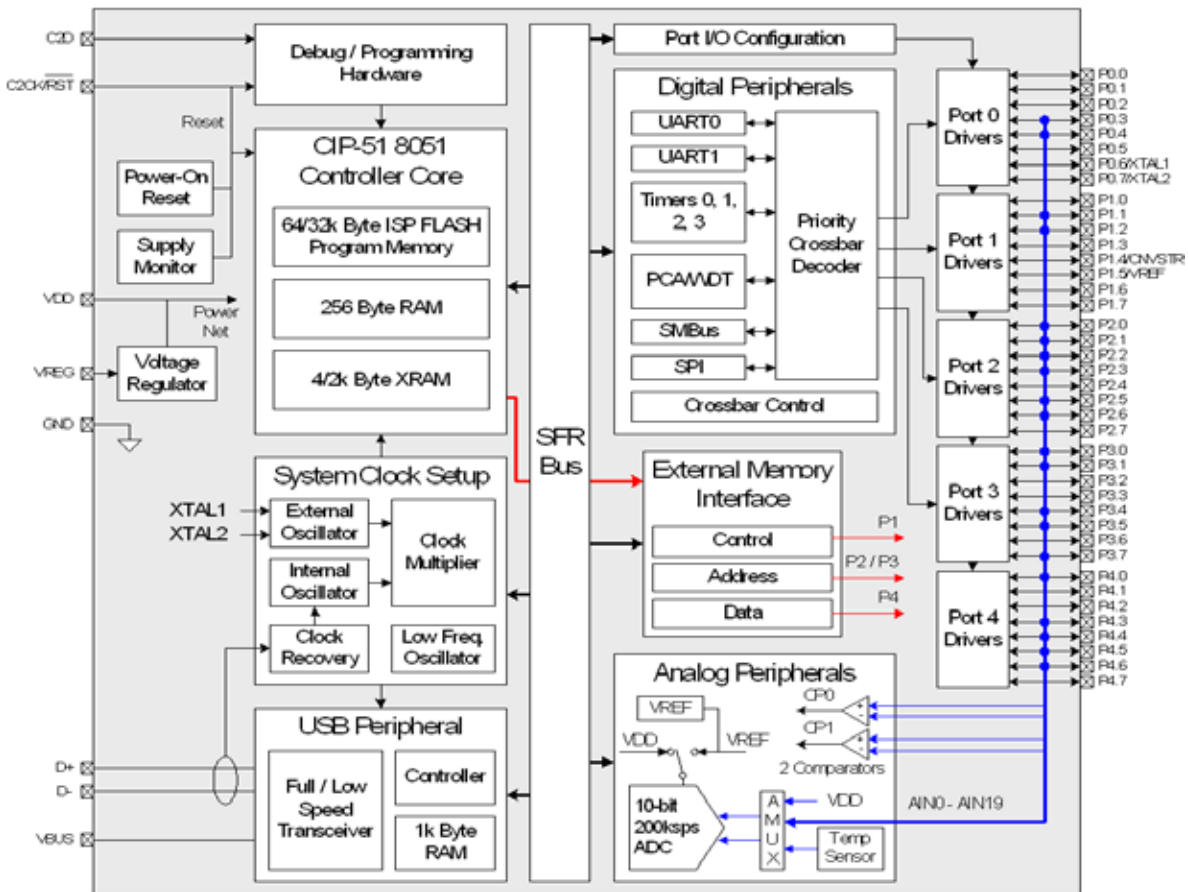 C2D
C2CK/RST
Debug / Programming
Hardware
Reset
CIP-51 8051
Controller Core
Power-On
Reset
Supply
Monitor
64/32k Byte ISP FLASH
Program Memory
256 Byte RAM
4/2k Byte XRAM
VDD
Power
Net
VREG
Voltage
Regulator
GND
System Clock Setup
XTAL1
XTAL2
External
Oscillator
Internal
Oscillator
Clock
Multiplier
Clock
Recovery
Low Freq.
Oscillator
USB Peripheral
D+
D-
VBUS
Full / Low
Speed
Transceiver
Controller
1k Byte
RAM
SFR
Bus
Port I/O Configuration
Digital Peripherals
UART0
UART1
Timers 0, 1,
2, 3
PCA/WDT
SMBus
SPI
Priority
Crossbar
Decoder
Crossbar Control
External Memory
Interface
Control
Address
Data
P1
P2 / P3
P4
Analog Peripherals
VREF
VDD
VREF
CP0
+
-
CP1
+
-
2 Comparators
10-bit
200ksps
ADC
A
M
U
X
VDD
Temp
Sensor
AIN0 - AIN19
Port 0
Drivers
Port 1
Drivers
Port 2
Drivers
Port 3
Drivers
Port 4
Drivers
P0.0
P0.1
P0.2
P0.3
P0.4
P0.5
P0.6/XTAL1
P0.7/XTAL2
P1.0
P1.1
P1.2
P1.3
P1.4/CNVSTR
P1.5/VREF
P1.6
P1.7
P2.0
P2.1
P2.2
P2.3
P2.4
P2.5
P2.6
P2.7
P3.0
P3.1
P3.2
P3.3
P3.4
P3.5
P3.6
P3.7
P4.0
P4.1
P4.2
P4.3
P4.4
P4.5
P4.6
P4.7